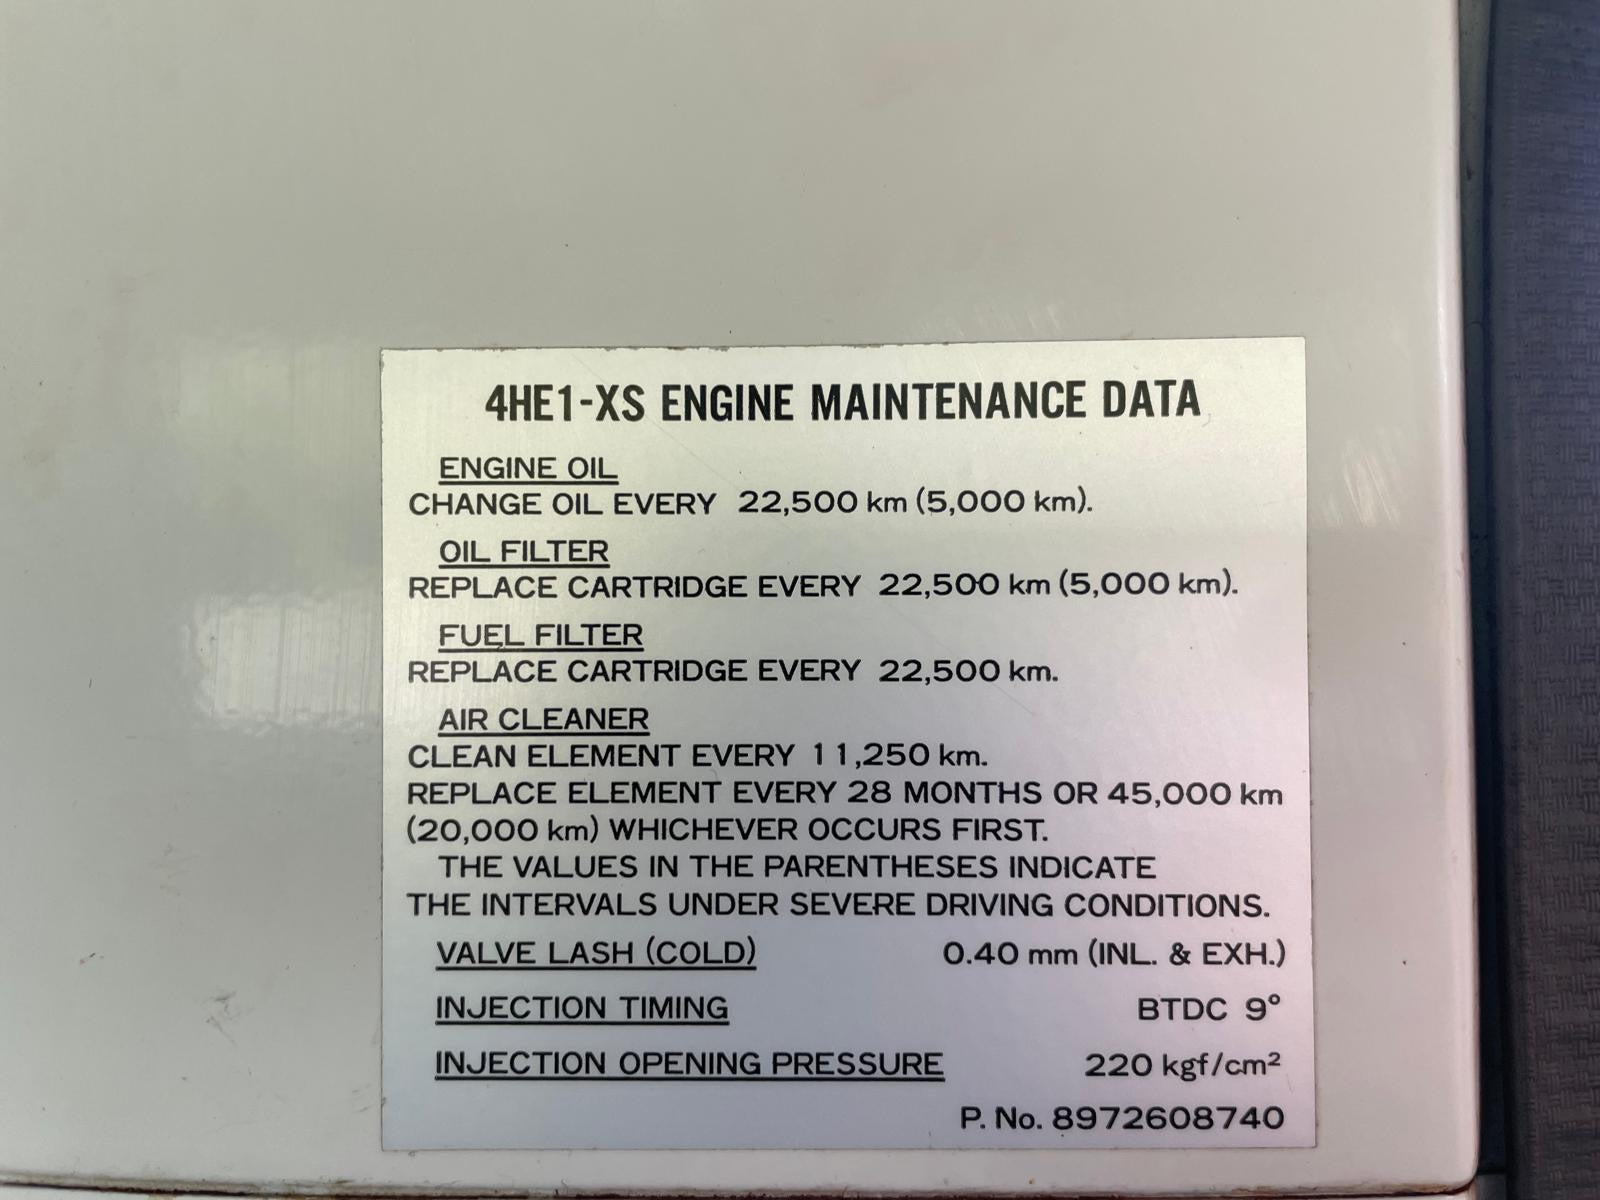 4HE1-XS ENGINE MAINTENANCE DATA
ENGINE OIL
CHANGE OIL EVERY 22,500 km (5,000 km).
OIL FILTER
REPLACE CARTRIDGE EVERY 22,500 km (5,000 km).
FUEL FILTER
REPLACE CARTRIDGE EVERY 22,500 km.
AIR CLEANER
CLEAN ELEMENT EVERY 11,250 km.
REPLACE ELEMENT EVERY 28 MONTHS OR 45,000 km
(20,000 km) WHICHEVER OCCURS FIRST.
THE VALUES IN THE PARENTHESES INDICATE
THE INTERVALS UNDER SEVERE DRIVING CONDITIONS.
VALVE LASH (COLD) 0.40 mm (INL. & EXH.)
INJECTION TIMING BTDC 9°
INJECTION OPENING PRESSURE 220 kgf/cm²
P. No. 8972608740